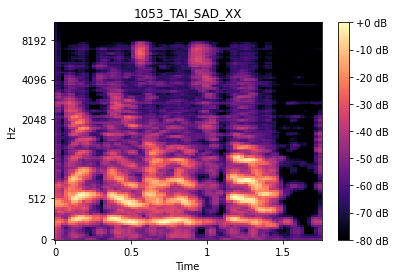 1053_TAI_SAD_XX
8192
4096
2048
1024
512
0
Hz
0
0.5
1
1.5
Time
+0 dB
-10 dB
-20 dB
-30 dB
-40 dB
-50 dB
-60 dB
-70 dB
-80 dB